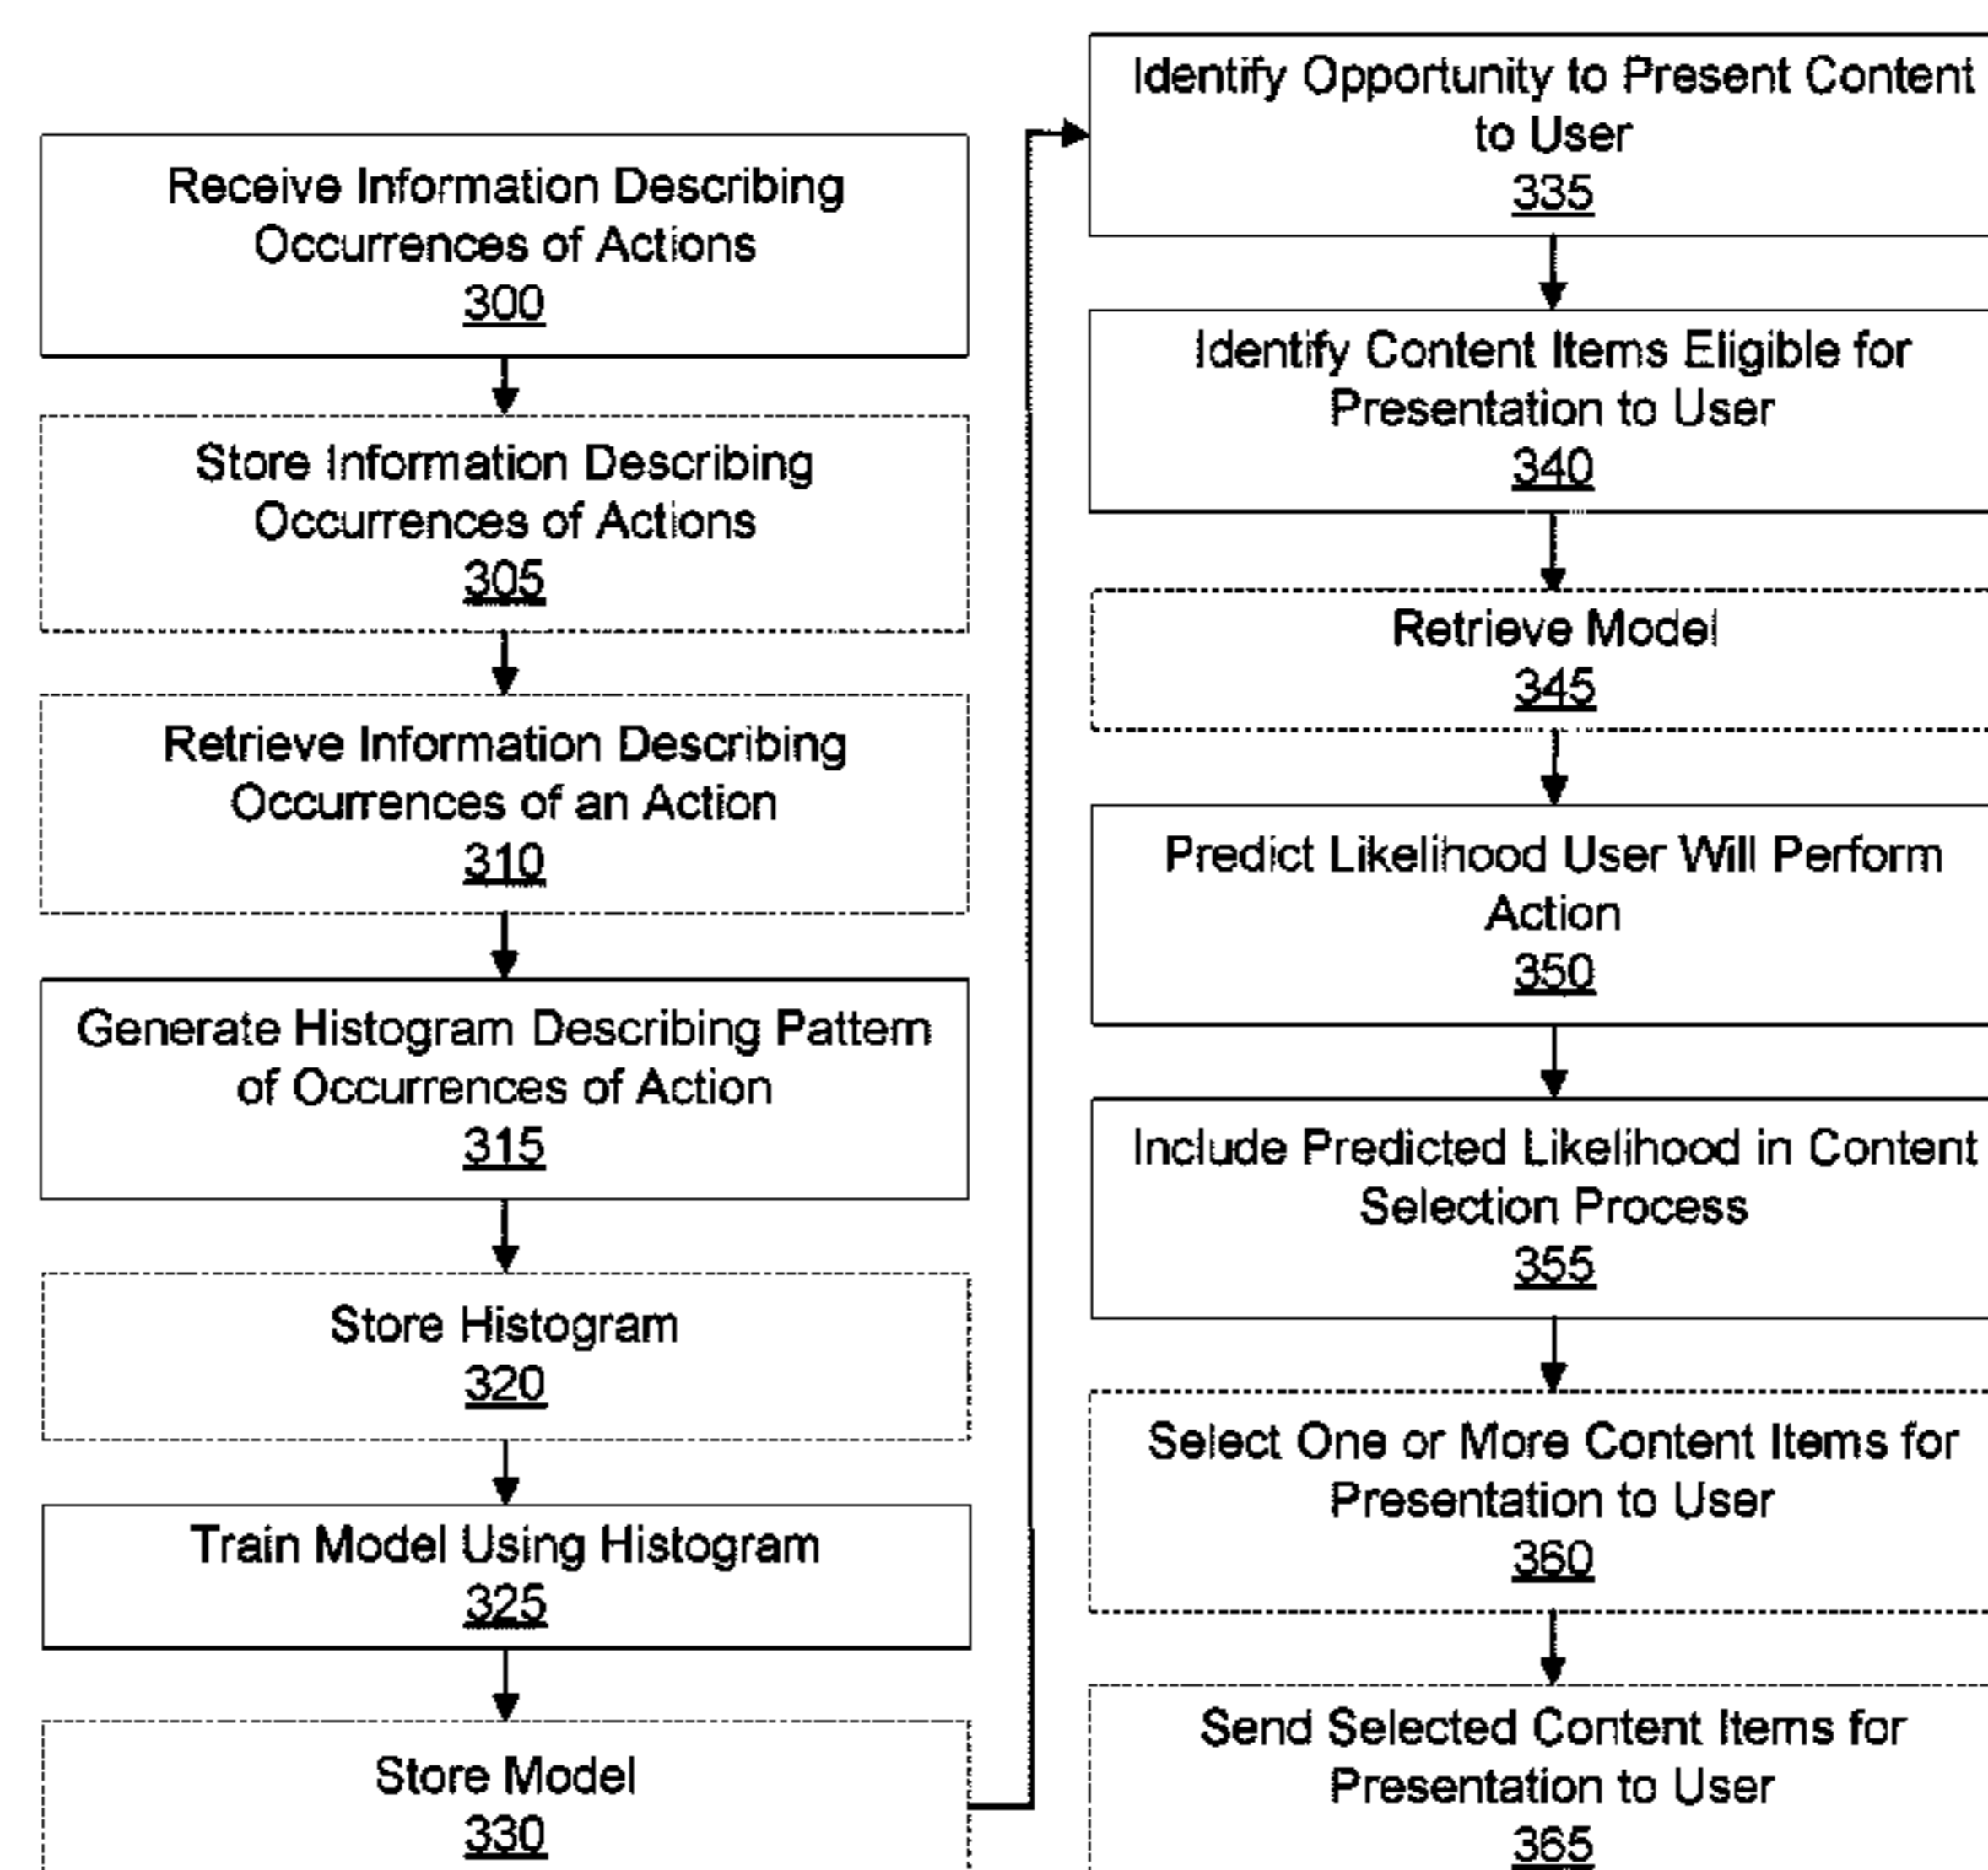 Receive Information Describing
Occurrences of Actions
300
Store Information Describing
Occurrences of Actions
305
Retrieve Information Describing
Occurrences of an Action
310
Generate Histogram Describing Pattern
of Occurrences of Action
315
Store Histogram
320
Train Model Using Histogram
325
Store Model
330
Identify Opportunity to Present Content
to User
335
Identify Content Items Eligible for
Presentation to User
340
Retrieve Model
345
Predict Likelihood User Will Perform
Action
350
Include Predicted Likelihood in Content
Selection Process
355
Select One or More Content Items for
Presentation to User
360
Send Selected Content Items for
Presentation to User
365